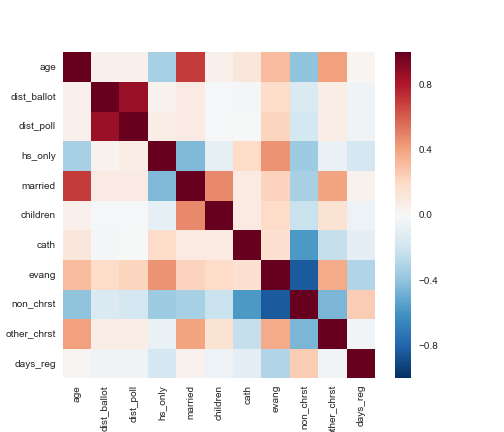 age
dist_ballot
dist_poll
hs_only
married
children
cath
evang
non_chrst
other_chrst
days_reg
0.8
0.4
0.0
−0.4
−0.8
age
dist_ballot
dist_poll
hs_only
married
children
cath
evang
non_chrst
other_chrst
days_reg